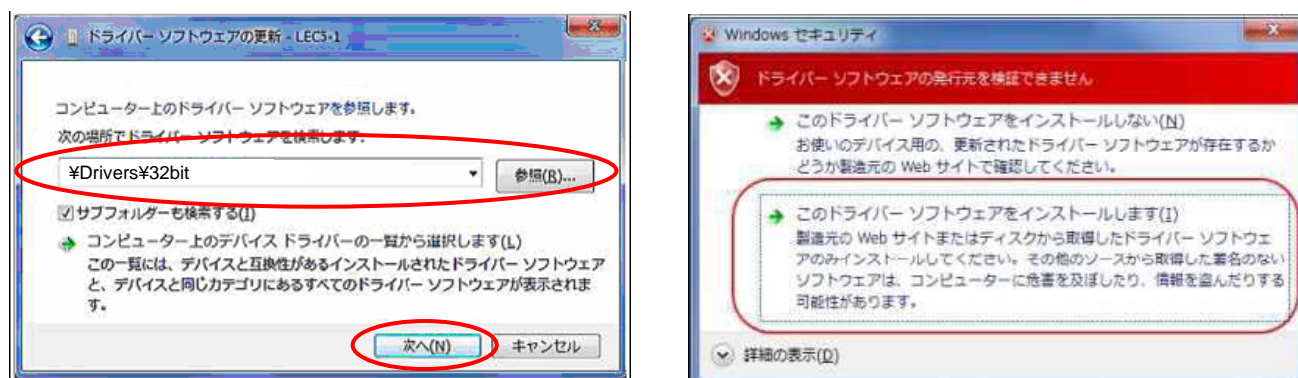 ドライバー ソフトウェアの更新 - LEC5-1
コンピューター上のドライバー ソフトウェアを参照します。
次の場所でドライバー ソフトウェアを検索します:
¥Drivers¥32bit
参照(R)...
サブフォルダーも検索する(I)
コンピューター上のデバイス ドライバーの一覧から選択します(L)
この一覧には、デバイスと互換性があるインストールされたドライバー ソフトウェア
と、デバイスと同じカテゴリにあるすべてのドライバー ソフトウェアが表示されま
す。
次へ(N)
キャンセル
Windows セキュリティ
ドライバー ソフトウェアの発行元を検証できません
このドライバー ソフトウェアをインストールしない(N)
お使いのデバイス用の、更新されたドライバー ソフトウェアが存在するか
どうか製造元の Web サイトで確認してください。
このドライバー ソフトウェアをインストールします(I)
製造元の Web サイトまたはディスクから取得したドライバー ソフトウェ
アのみインストールしてください。その他のソースから取得した署名のない
ソフトウェアは、コンピューターに危害を及ぼしたり、情報を盗んだりする
可能性があります。
詳細の表示(D)